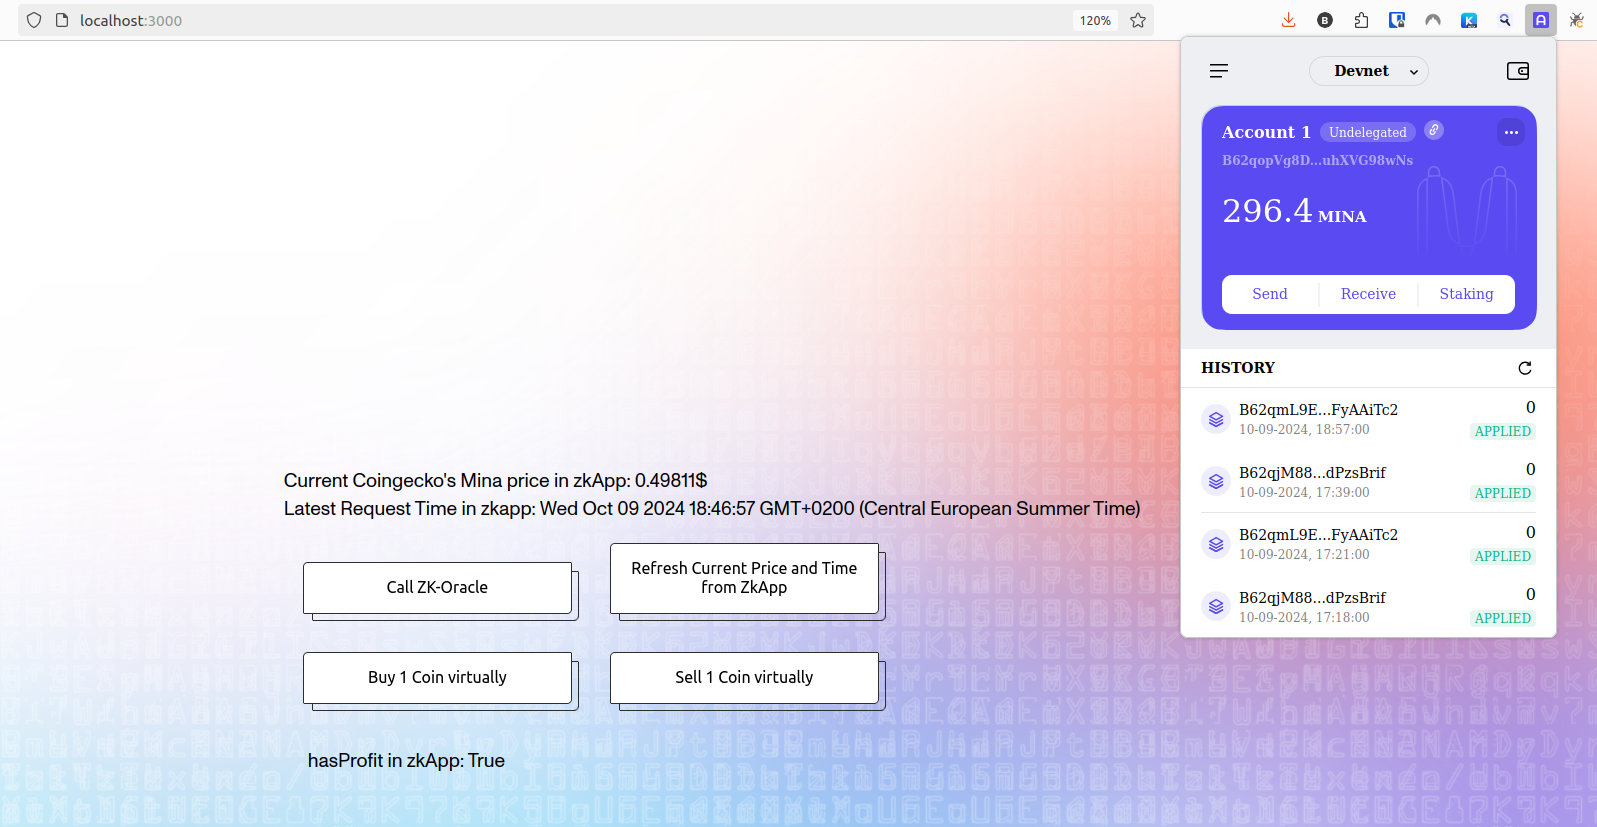 localhost:3000
120%
Devnet
Account 1 Undelegated
B62qopVg8D...uhXVG98wNs
296.4 MINA
Send Receive Staking
HISTORY
B62qmL9E...FyAAiTc2 0
10-09-2024, 18:57:00 APPLIED
B62qjM88...dPzsBrif 0
10-09-2024, 17:39:00 APPLIED
B62qmL9E...FyAAiTc2 0
10-09-2024, 17:21:00 APPLIED
B62qjM88...dPzsBrif 0
10-09-2024, 17:18:00 APPLIED
Current Coingecko's Mina price in zkApp: 0.49811$
Latest Request Time in zkapp: Wed Oct 09 2024 18:46:57 GMT+0200 (Central European Summer Time)
Call ZK-Oracle
Refresh Current Price and Time
from ZkApp
Buy 1 Coin virtually
Sell 1 Coin virtually
hasProfit in zkApp: True